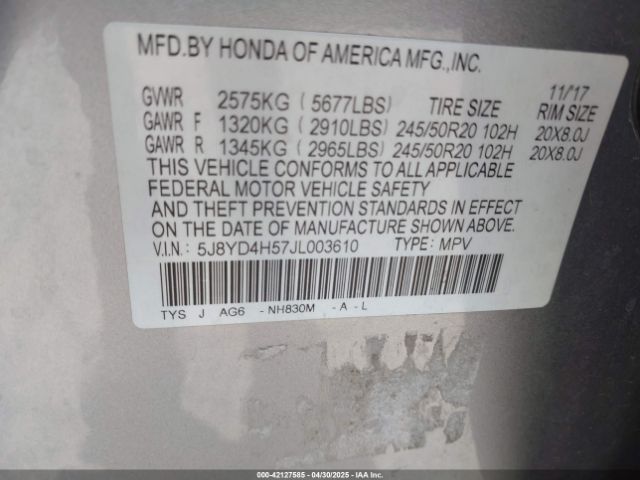 MFD.BY HONDA OF AMERICA MFG.,INC.
11/'17
GVWR 2575KG ( 5677LBS) TIRE SIZE RIM SIZE
GAWR F 1320KG ( 2910LBS) 245/50R20 102H 20X8.0J
GAWR R 1345KG ( 2965LBS) 245/50R20 102H 20X8.0J
THIS VEHICLE CONFORMS TO ALL APPLICABLE
FEDERAL MOTOR VEHICLE SAFETY
AND THEFT PREVENTION STANDARDS IN EFFECT
ON THE DATE OF MANUFACTURE SHOWN ABOVE.
V.I.N.: 5J8YD4H57JL003610 TYPE: MPV
TYS J AG6 - NH830M - A - L
000-42127585 - 04/30/2025 - IAA Inc.